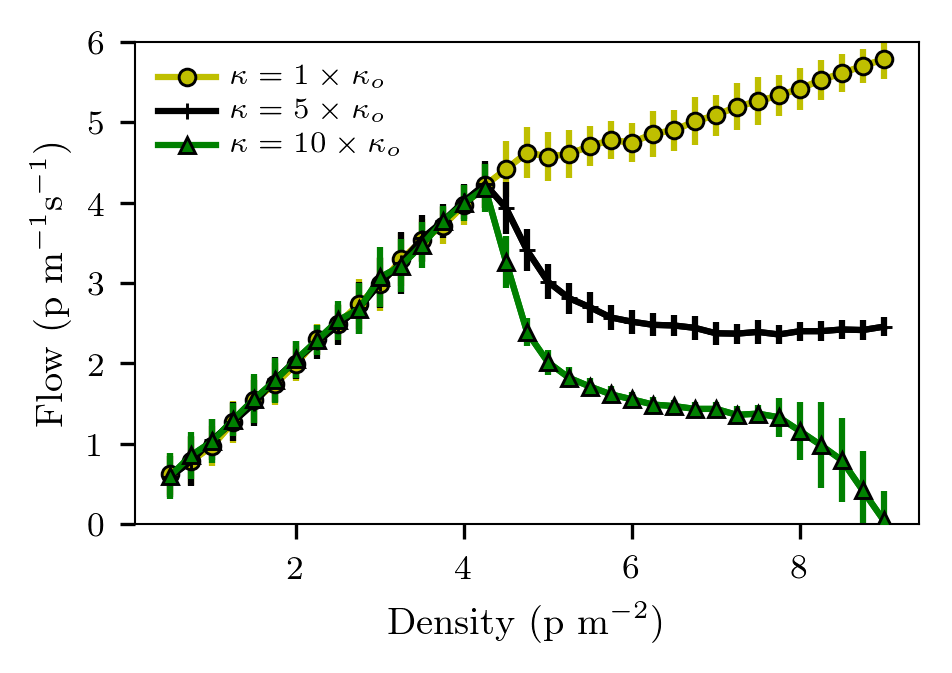 6
5
4
3
2
1
0
Flow (p m⁻¹s⁻¹)
κ = 1 × κₒ
κ = 5 × κₒ
κ = 10 × κₒ
2 4 6 8
Density (p m⁻²)